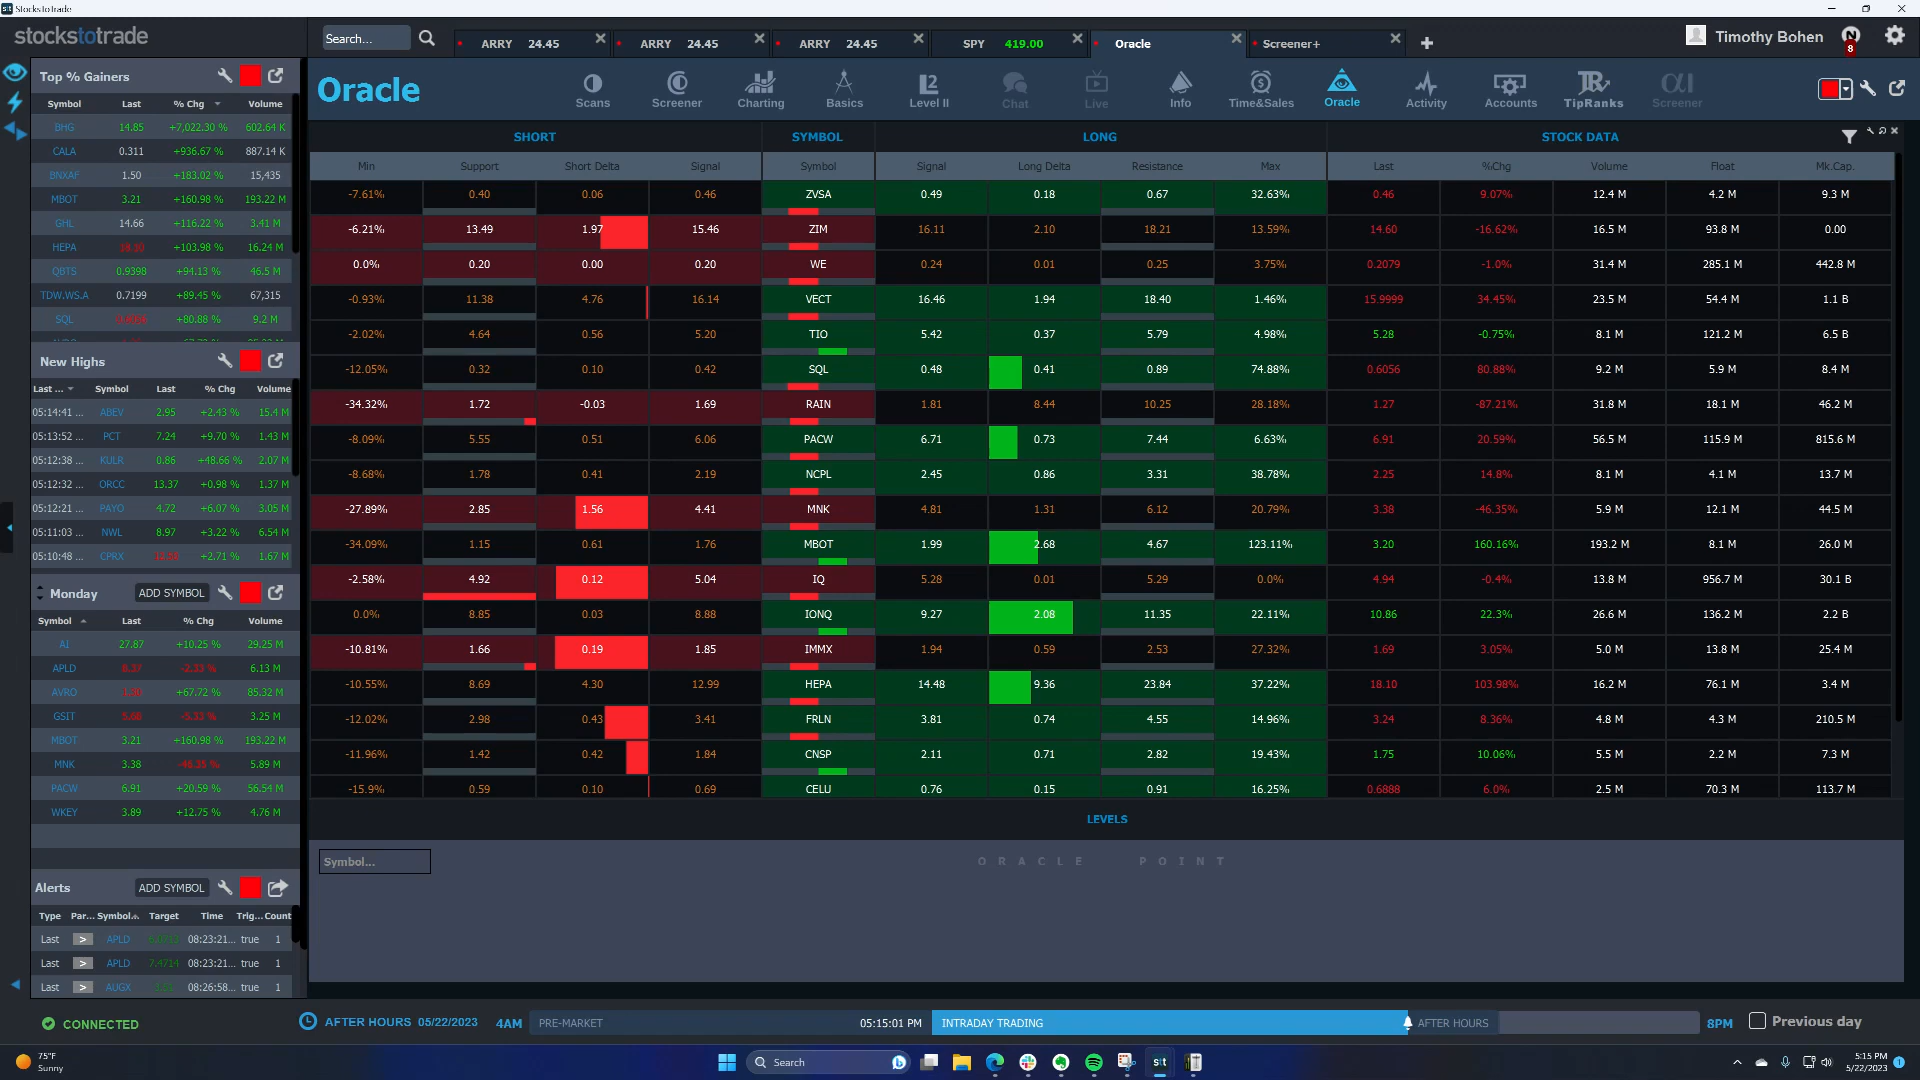 StockstoTrade
stockstotrade
Search...
ARRY 24.45
ARRY 24.45
ARRY 24.45
SPY 419.00
Oracle
Screener+
Timothy Bohen
8
Oracle
Scans
Screener
Charting
Basics
L2
Level II
Chat
Live
Info
Time&Sales
Oracle
Activity
Accounts
TipRanks
Screener
Top % Gainers
Symbol Last % Chg Volume
BHG 14.85 +7,022.30 % 602.64 K
CALA 0.311 +936.67 % 887.14 K
BNXAF 1.50 +183.02 % 15,435
MBOT 3.21 +160.98 % 193.22 M
GHL 14.66 +116.22 % 3.41 M
HEPA +103.98 % 16.24 M
QBTS 0.9398 +94.13 % 46.5 M
TDW.WS.A 0.7199 +89.45 % 67,315
SQL +80.88 % 9.2 M
New Highs
Last ... Symbol Last % Chg Volume
05:14:41 ... ABEV 2.95 +2.43 % 15.4 M
05:13:52 ... PCT 7.24 +9.70 % 1.43 M
05:12:38 ... KULR 0.86 +48.66 % 2.07 M
05:12:32 ... ORCC 13.37 +0.98 % 1.37 M
05:12:21 ... PAYO 4.72 +6.07 % 3.05 M
05:11:03 ... NWL 8.97 +3.22 % 6.54 M
05:10:48 ... CPRX +2.71 % 1.67 M
Monday ADD SYMBOL
Symbol Last % Chg Volume
AI 27.87 +10.25 % 29.25 M
APLD 8.37 -2.33 % 6.13 M
AVRO +67.72 % 85.32 M
GSIT 5.68 -5.33 % 3.25 M
MBOT 3.21 +160.98 % 193.22 M
MNK 3.38 -46.35 % 5.89 M
PACW 6.91 +20.59 % 56.54 M
WKEY 3.89 +12.75 % 4.76 M
Alerts ADD SYMBOL
Type Par... Symbol Target Time Trig... Count
Last > APLD 08:23:21... true 1
Last > APLD 7.4714 08:23:21... true 1
Last > AUGX 08:26:58... true 1
SHORT SYMBOL LONG STOCK DATA
Min Support Short Delta Signal Symbol Signal Long Delta Resistance Max Last %Chg Volume Float Mk.Cap.
-7.61% 0.40 0.06 0.46 ZVSA 0.49 0.18 0.67 32.63% 0.46 9.07% 12.4 M 4.2 M 9.3 M
-6.21% 13.49 1.97 15.46 ZIM 16.11 2.10 18.21 13.59% 14.60 -16.62% 16.5 M 93.8 M 0.00
0.0% 0.20 0.00 0.20 WE 0.24 0.01 0.25 3.75% 0.2079 -1.0% 31.4 M 285.1 M 442.8 M
-0.93% 11.38 4.76 16.14 VECT 16.46 1.94 18.40 1.46% 15.9999 34.45% 23.5 M 54.4 M 1.1 B
-2.02% 4.64 0.56 5.20 TIO 5.42 0.37 5.79 4.98% 5.28 -0.75% 8.1 M 121.2 M 6.5 B
-12.05% 0.32 0.10 0.42 SQL 0.48 0.41 0.89 74.88% 0.6056 80.88% 9.2 M 5.9 M 8.4 M
-34.32% 1.72 -0.03 1.69 RAIN 1.81 8.44 10.25 28.18% 1.27 -87.21% 31.8 M 18.1 M 46.2 M
-8.09% 5.55 0.51 6.06 PACW 6.71 0.73 7.44 6.63% 6.91 20.59% 56.5 M 115.9 M 815.6 M
-8.68% 1.78 0.41 2.19 NCPL 2.45 0.86 3.31 38.78% 2.25 14.8% 8.1 M 4.1 M 13.7 M
-27.89% 2.85 1.56 4.41 MNK 4.81 1.31 6.12 20.79% 3.38 -46.35% 5.9 M 12.1 M 44.5 M
-34.09% 1.15 0.61 1.76 MBOT 1.99 2.68 4.67 123.11% 3.20 160.16% 193.2 M 8.1 M 26.0 M
-2.58% 4.92 0.12 5.04 IQ 5.28 0.01 5.29 0.0% 4.94 -0.4% 13.8 M 956.7 M 30.1 B
0.0% 8.85 0.03 8.88 IONQ 9.27 2.08 11.35 22.11% 10.86 22.3% 26.6 M 136.2 M 2.2 B
-10.81% 1.66 0.19 1.85 IMMX 1.94 0.59 2.53 27.32% 1.69 3.05% 5.0 M 13.8 M 25.4 M
-10.55% 8.69 4.30 12.99 HEPA 14.48 9.36 23.84 37.22% 18.10 103.98% 16.2 M 76.1 M 3.4 M
-12.02% 2.98 0.43 3.41 FRLN 3.81 0.74 4.55 14.96% 3.24 8.36% 4.8 M 4.3 M 210.5 M
-11.96% 1.42 0.42 1.84 CNSP 2.11 0.71 2.82 19.43% 1.75 10.06% 5.5 M 2.2 M 7.3 M
-15.9% 0.59 0.10 0.69 CELU 0.76 0.15 0.91 16.25% 0.6888 6.0% 2.5 M 70.3 M 113.7 M
LEVELS
Symbol...
ORACLE POINT
CONNECTED
AFTER HOURS 05/22/2023 4AM PRE-MARKET 05:15:01 PM INTRADAY TRADING AFTER HOURS 8PM Previous day
75°F
Sunny
Search
5:15 PM
5/22/2023